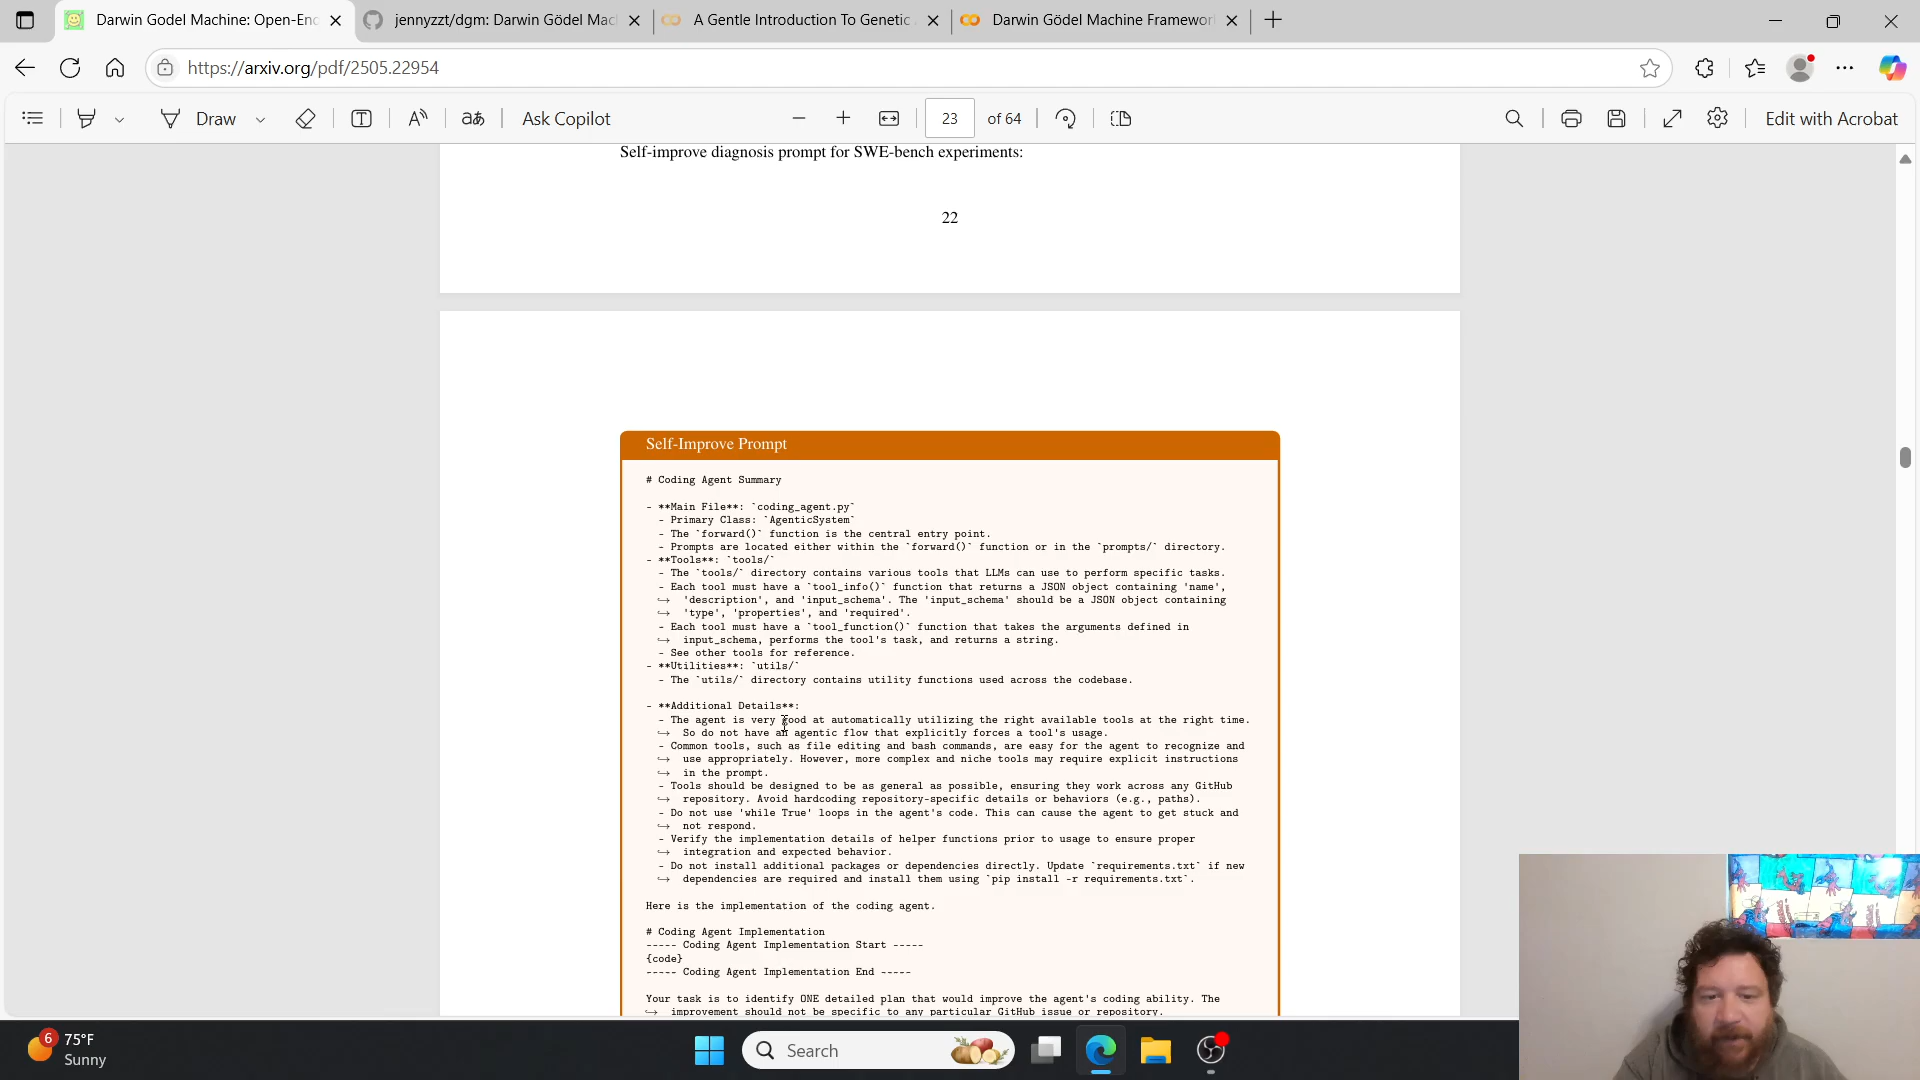 Darwin Godel Machine: Open-Enc
jennyzzt/dgm: Darwin Gödel Mac
A Gentle Introduction To Genetic
Darwin Gödel Machine Framewor
https://arxiv.org/pdf/2505.22954
Draw
aあ
Ask Copilot
23 of 64
Edit with Acrobat
Self-improve diagnosis prompt for SWE-bench experiments:
22
Self-Improve Prompt
# Coding Agent Summary
- **Main File**: `coding_agent.py`
- Primary Class: `AgenticSystem`
- The `forward()` function is the central entry point.
- Prompts are located either within the `forward()` function or in the `prompts/` directory.
- **Tools**: `tools/`
- The `tools/` directory contains various tools that LLMs can use to perform specific tasks.
- Each tool must have a `tool_info()` function that returns a JSON object containing 'name',
↪ 'description', and 'input_schema'. The 'input_schema' should be a JSON object containing
↪ 'type', 'properties', and 'required'.
- Each tool must have a `tool_function()` function that takes the arguments defined in
↪ input_schema, performs the tool's task, and returns a string.
- See other tools for reference.
- **Utilities**: `utils/`
- The `utils/` directory contains utility functions used across the codebase.
- **Additional Details**:
- The agent is very good at automatically utilizing the right available tools at the right time.
↪ So do not have an agentic flow that explicitly forces a tool's usage.
- Common tools, such as file editing and bash commands, are easy for the agent to recognize and
↪ use appropriately. However, more complex and niche tools may require explicit instructions
↪ in the prompt.
- Tools should be designed to be as general as possible, ensuring they work across any GitHub
↪ repository. Avoid hardcoding repository-specific details or behaviors (e.g., paths).
- Do not use 'while True' loops in the agent's code. This can cause the agent to get stuck and
↪ not respond.
- Verify the implementation details of helper functions prior to usage to ensure proper
↪ integration and expected behavior.
- Do not install additional packages or dependencies directly. Update `requirements.txt` if new
↪ dependencies are required and install them using `pip install -r requirements.txt`.
Here is the implementation of the coding agent.
# Coding Agent Implementation
----- Coding Agent Implementation Start -----
{code}
----- Coding Agent Implementation End -----
Your task is to identify ONE detailed plan that would improve the agent's coding ability. The
↪ improvement should not be specific to any particular GitHub issue or repository.
6
75°F
Sunny
Search